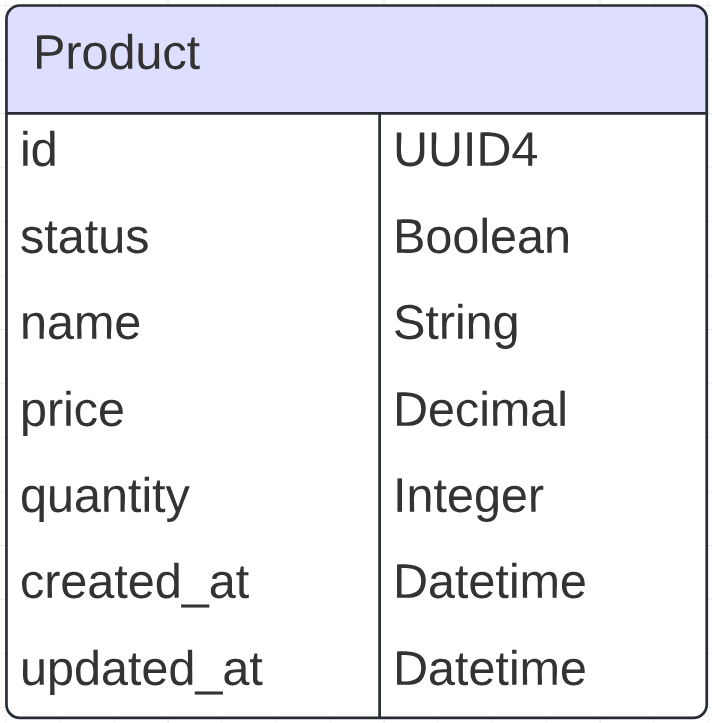 Product
id UUID4
status Boolean
name String
price Decimal
quantity Integer
created_at Datetime
updated_at Datetime